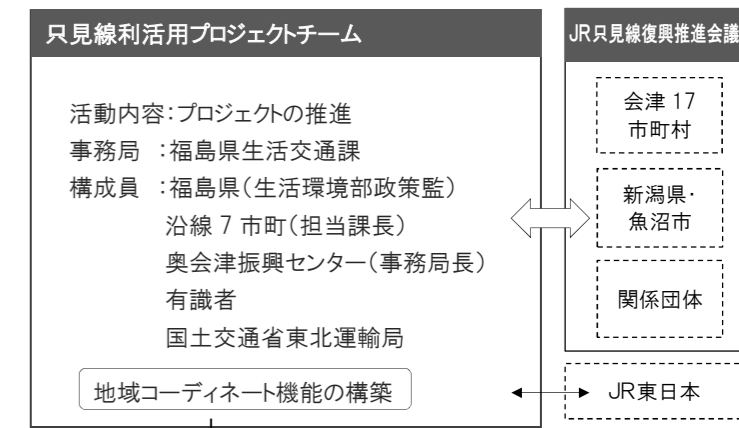 只見線利活用プロジェクトチーム
活動内容：プロジェクトの推進
事務局 ：福島県生活交通課
構成員 ：福島県（生活環境部政策監）
沿線 7 市町（担当課長）
奥会津振興センター（事務局長）
有識者
国土交通省東北運輸局
地域コーディネート機能の構築
JR只見線復興推進会議
会津 17
市町村
新潟県・
魚沼市
関係団体
JR東日本